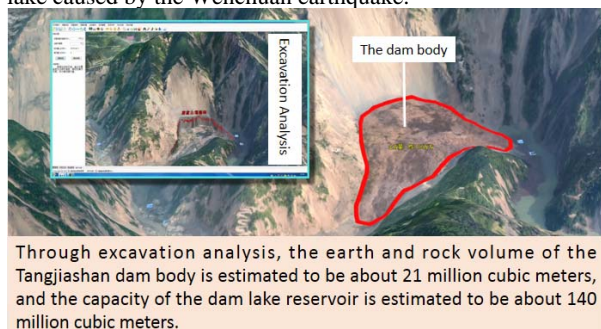 lake caused by the Wenchuan earthquake.
Excavation Analysis
The dam body
Through excavation analysis, the earth and rock volume of the
Tangjiashan dam body is estimated to be about 21 million cubic meters,
and the capacity of the dam lake reservoir is estimated to be about 140
million cubic meters.